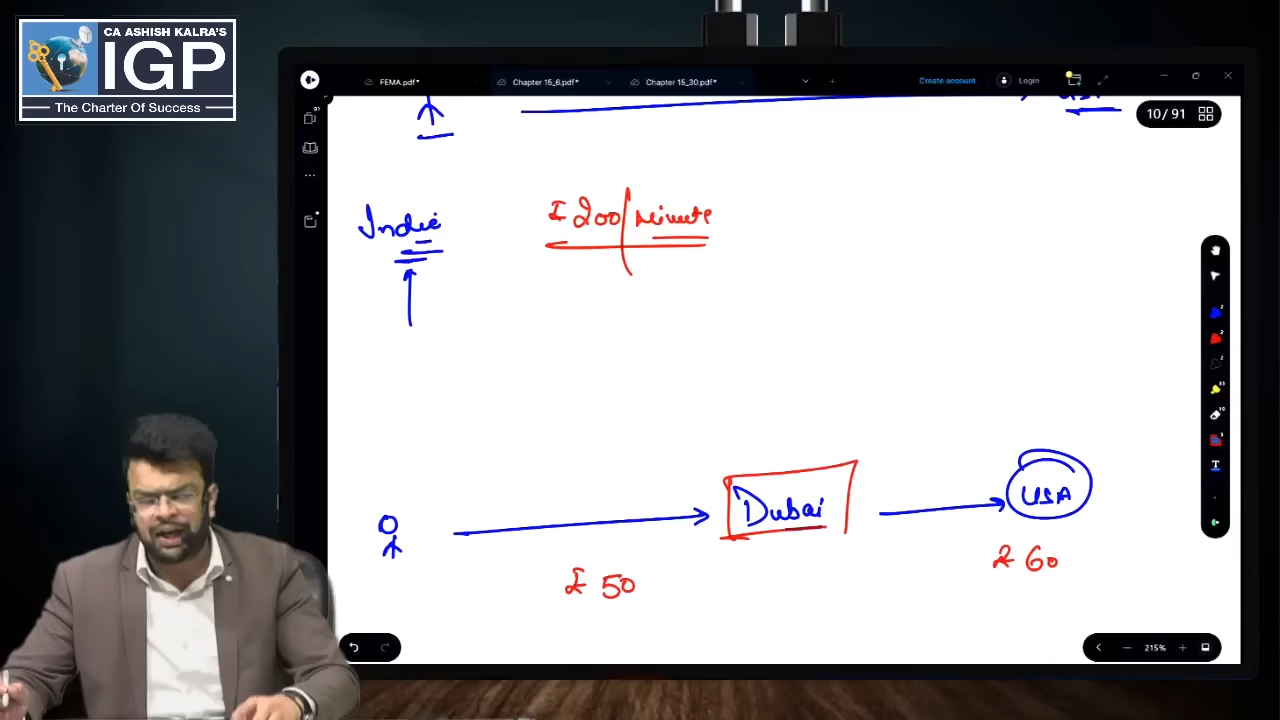 CA ASHISH KALRA'S
IGP
The Charter Of Success
FEMA.pdf*
Chapter 15_6.pdf*
Chapter 15_30.pdf*
Create account
Login
91
10/ 91
India
₹ 200/ Minute
Dubai
USA
₹ 50
₹ 60
215%